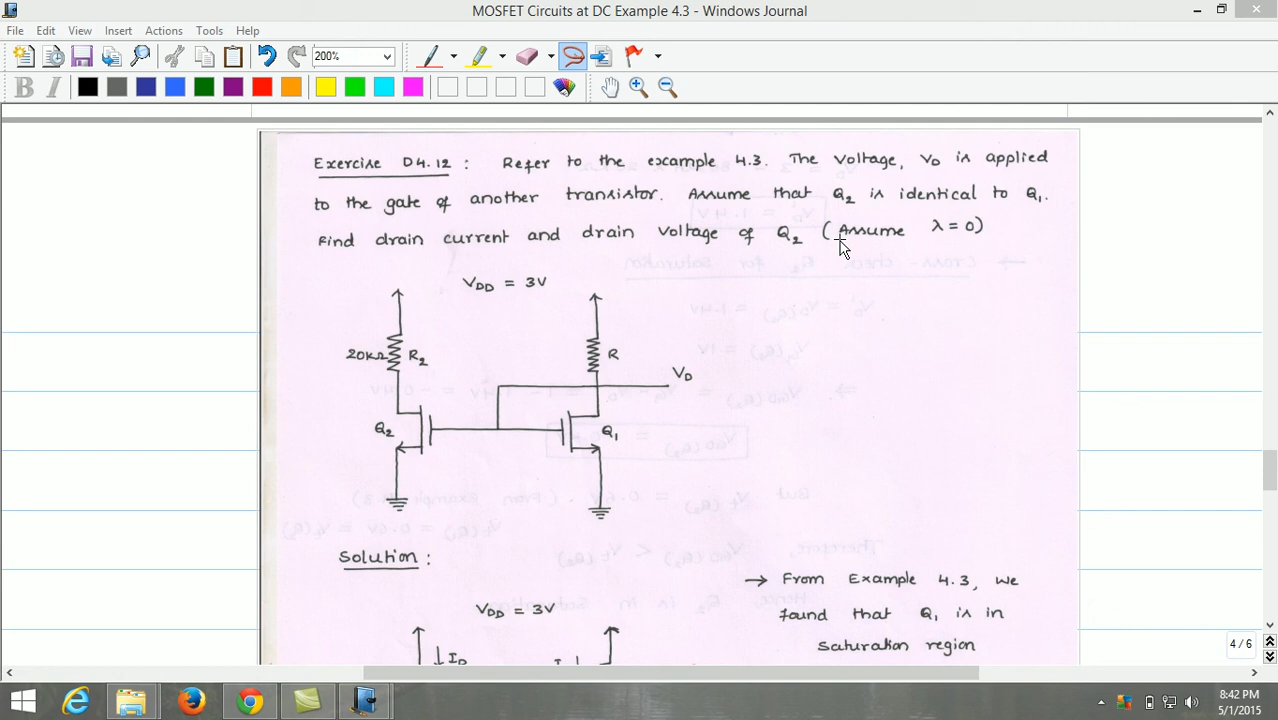 MOSFET Circuits at DC Example 4.3 - Windows Journal
File Edit View Insert Actions Tools Help
200%
B I
Exercise D4.12 : Refer to the example 4.3. The Voltage, VD is applied
to the gate of another transistor. Assume that Q2 is identical to Q1.
Find drain current and drain voltage of Q2 (Assume λ = 0)
VDD = 3V
20KΩ R2 R
VD
Q2 Q1
Solution :
→ From Example 4.3, we
VDD = 3V
found that Q1 is in
saturation region
↓ID I↓
4 / 6
8:42 PM
5/1/2015